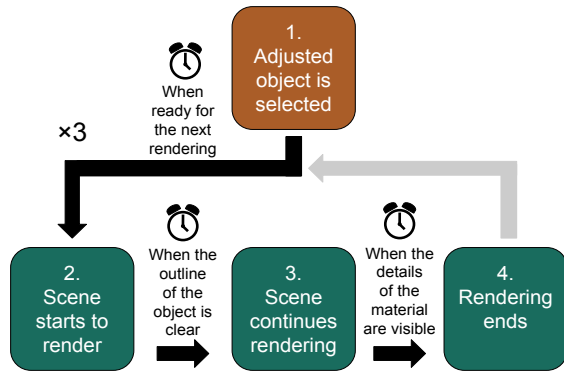 1.
Adjusted
object is
selected
When
ready for
the next
rendering
×3
2.
Scene
starts to
render
When the
outline
of the
object is
clear
3.
Scene
continues
rendering
When the
details
of the
material
are visible
4.
Rendering
ends